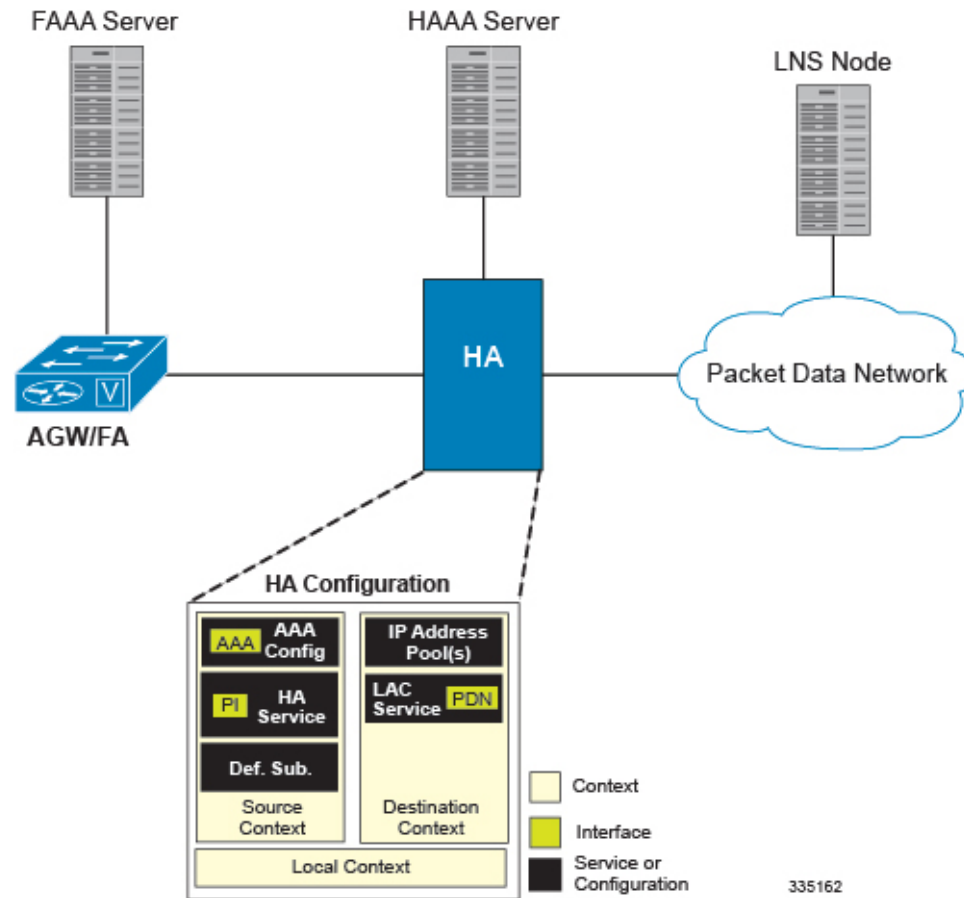 FAAA Server
HAAA Server
LNS Node
HA
Packet Data Network
V
AGW/FA
HA Configuration
AAA
AAA
Config
IP Address
Pool(s)
PI
HA
Service
LAC
Service
PDN
Def. Sub.
Source
Context
Destination
Context
Local Context
Context
Interface
Service or
Configuration
335162